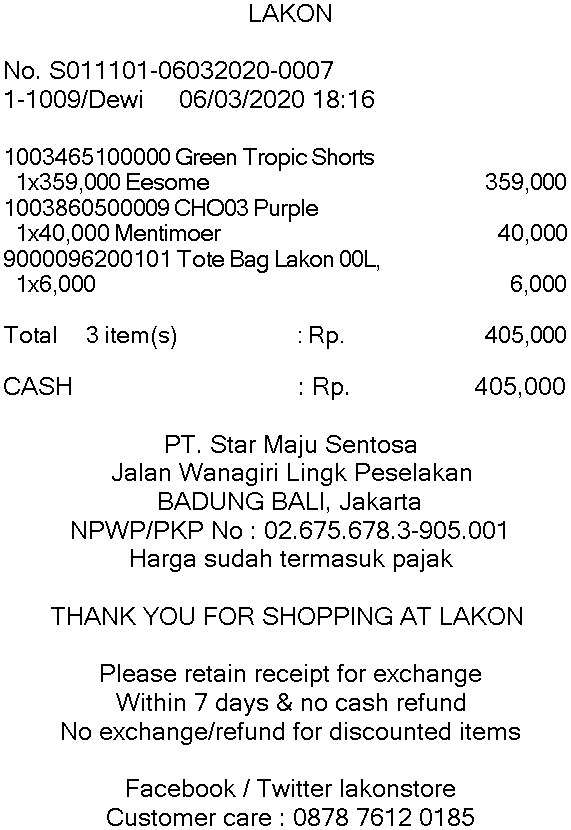 LAKON
No. S011101-06032020-0007
1-1009/Dewi 06/03/2020 18:16
1003465100000 Green Tropic Shorts
1x359,000 Eesome 359,000
1003860500009 CHO03 Purple
1x40,000 Mentimoer 40,000
9000096200101 Tote Bag Lakon 00L,
1x6,000 6,000
Total 3 item(s) : Rp. 405,000
CASH : Rp. 405,000
PT. Star Maju Sentosa
Jalan Wanagiri Lingk Peselakan
BADUNG BALI, Jakarta
NPWP/PKP No : 02.675.678.3-905.001
Harga sudah termasuk pajak
THANK YOU FOR SHOPPING AT LAKON
Please retain receipt for exchange
Within 7 days & no cash refund
No exchange/refund for discounted items
Facebook / Twitter lakonstore
Customer care : 0878 7612 0185